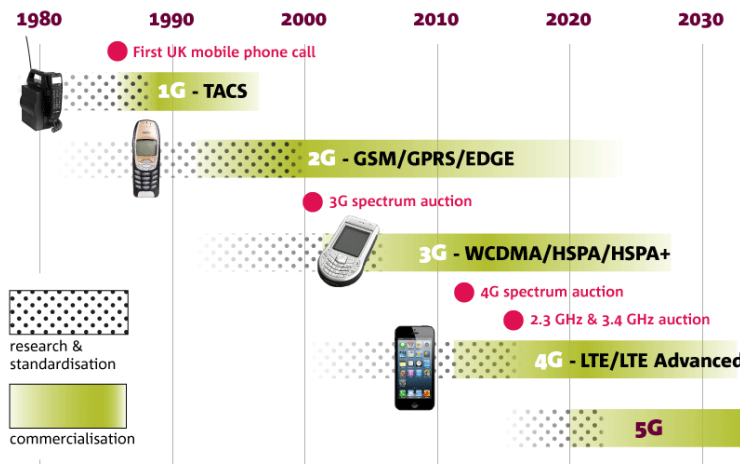 1980 1990 2000 2010 2020 2030
First UK mobile phone call
1G - TACS
2G - GSM/GPRS/EDGE
3G spectrum auction
3G - WCDMA/HSPA/HSPA+
4G spectrum auction
2.3 GHz & 3.4 GHz auction
research &
standardisation
4G - LTE/LTE Advanced
commercialisation
5G